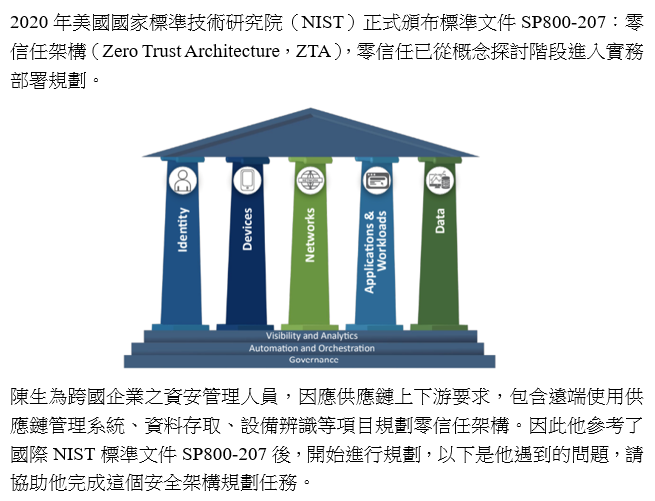 2020 年美國國家標準技術研究院（NIST）正式頒布標準文件 SP800-207：零
信任架構（Zero Trust Architecture，ZTA），零信任已從概念探討階段進入實務
部署規劃。
Identity
Devices
Networks
Applications &
Workloads
Data
Visibility and Analytics
Automation and Orchestration
Governance
陳生為跨國企業之資安管理人員，因應供應鏈上下游要求，包含遠端使用供
應鏈管理系統、資料存取、設備辨識等項目規劃零信任架構。因此他參考了
國際 NIST 標準文件 SP800-207 後，開始進行規劃，以下是他遇到的問題，請
協助他完成這個安全架構規劃任務。